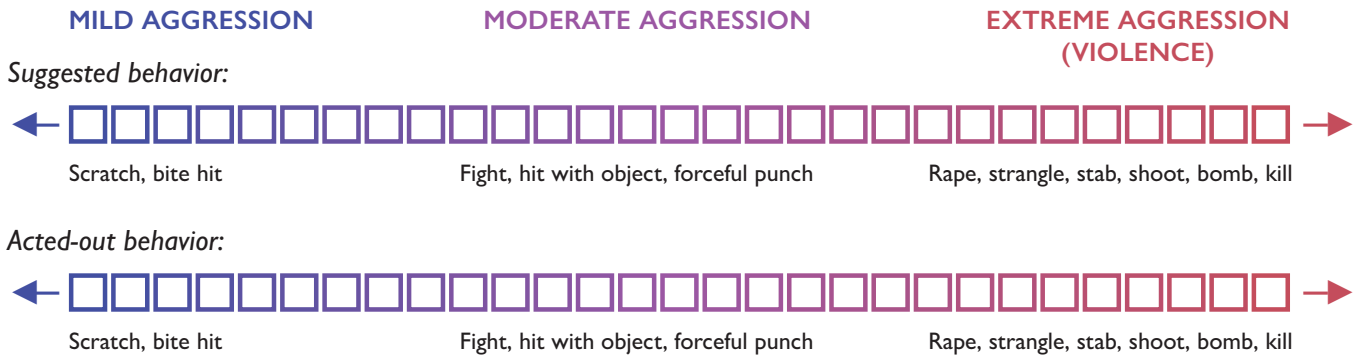 MILD AGGRESSION MODERATE AGGRESSION EXTREME AGGRESSION
(VIOLENCE)
Suggested behavior:
Scratch, bite hit Fight, hit with object, forceful punch Rape, strangle, stab, shoot, bomb, kill
Acted-out behavior:
Scratch, bite hit Fight, hit with object, forceful punch Rape, strangle, stab, shoot, bomb, kill